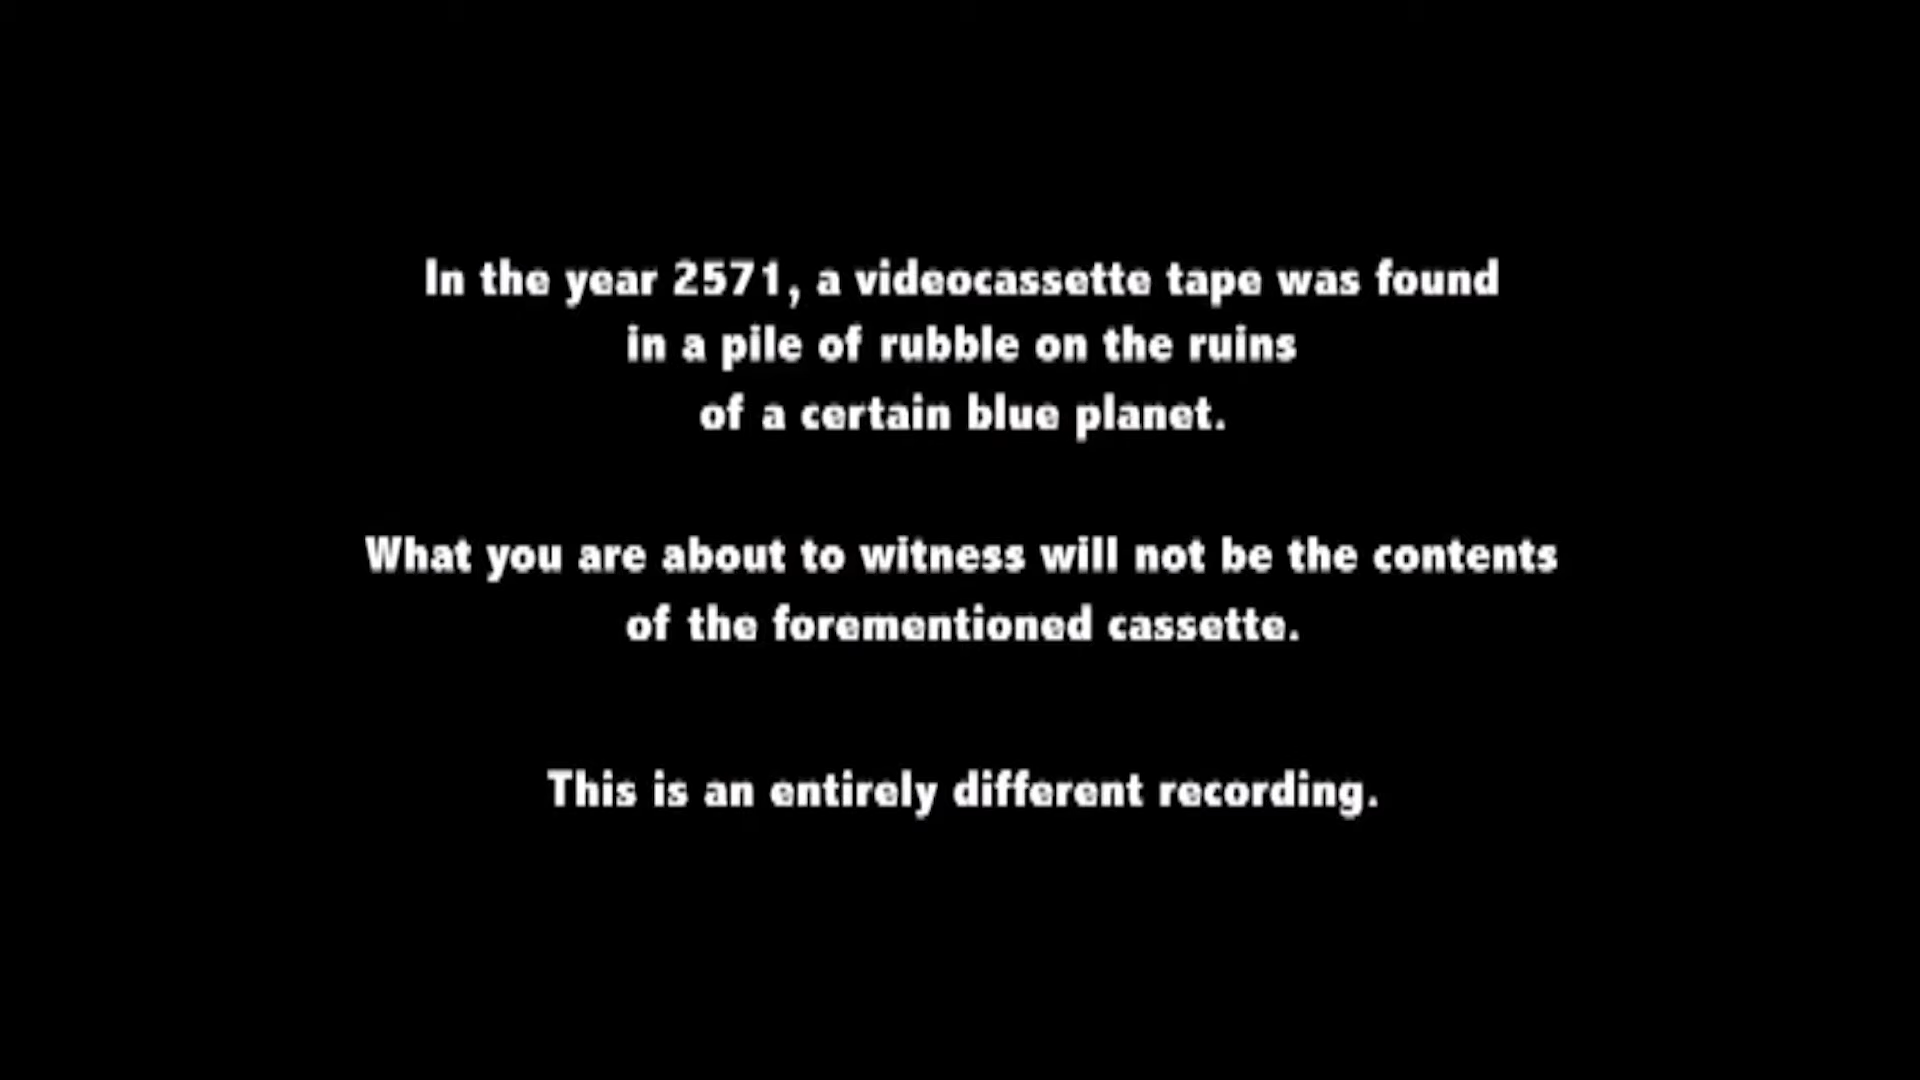 In the year 2571, a videocassette tape was found
in a pile of rubble on the ruins
of a certain blue planet.
What you are about to witness will not be the contents
of the forementioned cassette.
This is an entirely different recording.